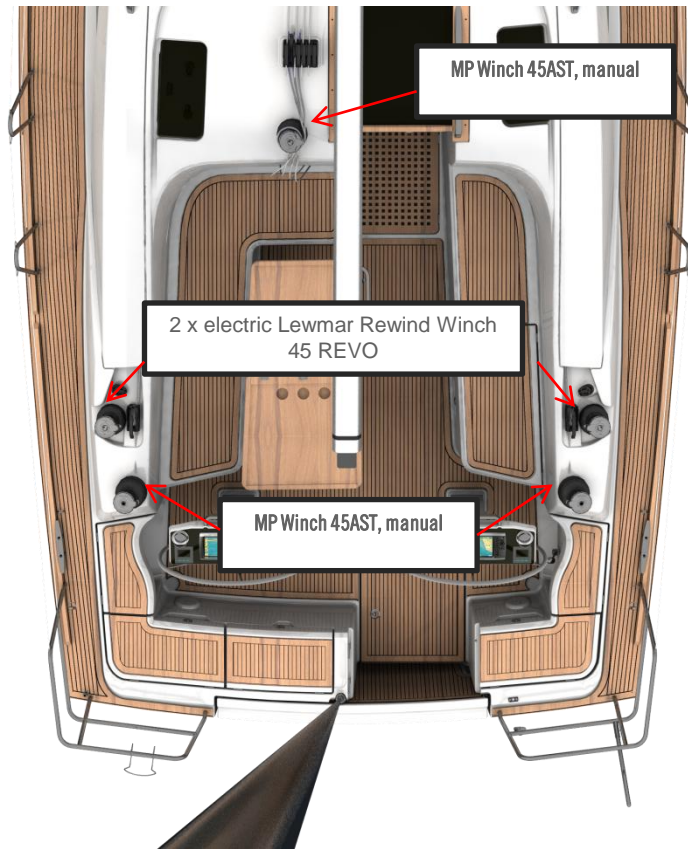 MP Winch 45AST, manual
2 x electric Lewmar Rewind Winch
45 REVO
MP Winch 45AST, manual